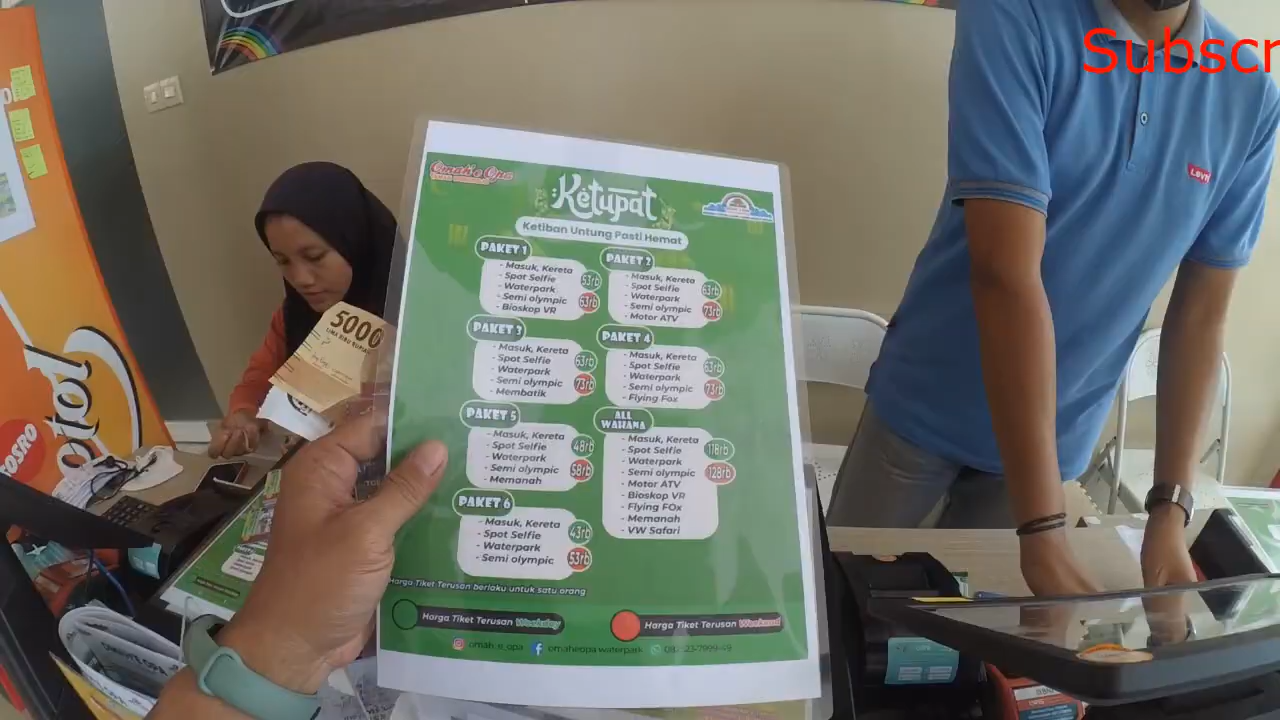 Subscr
Levi's
5000
LIMA RIBU RUPIAH
Omah'e Opa
Ketupat
Ketiban Untung Pasti Hemat
PAKET 1
- Masuk, Kereta
- Spot Selfie
- Waterpark
- Semi olympic
- Bioskop VR
53rb
63rb
PAKET 2
- Masuk, Kereta
- Spot Selfie
- Waterpark
- Semi olympic
- Motor ATV
63rb
73rb
PAKET 3
- Masuk, Kereta
- Spot Selfie
- Waterpark
- Semi olympic
- Membatik
63rb
73rb
PAKET 4
- Masuk, Kereta
- Spot Selfie
- Waterpark
- Semi olympic
- Flying Fox
63rb
73rb
PAKET 5
- Masuk, Kereta
- Spot Selfie
- Waterpark
- Semi olympic
- Memanah
48rb
58rb
ALL
WAHANA
- Masuk, Kereta
- Spot Selfie
- Waterpark
- Semi olympic
- Motor ATV
- Bioskop VR
- Flying FOx
- Memanah
- VW Safari
118rb
128rb
PAKET 6
- Masuk, Kereta
- Spot Selfie
- Waterpark
- Semi olympic
43rb
53rb
Harga Tiket Terusan berlaku untuk satu orang
Harga Tiket Terusan Weekday
Harga Tiket Terusan Weekend
omah_e_opa
omaheopa waterpark